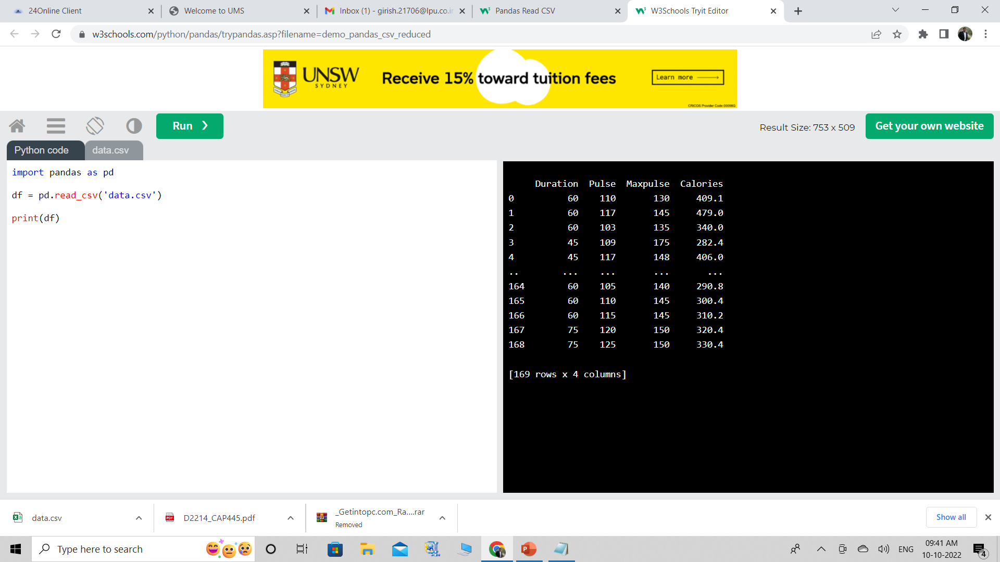 24Online Client
Welcome to UMS
Inbox (1) - girish.21706@lpu.co.in
Pandas Read CSV
W3Schools Tryit Editor
w3schools.com/python/pandas/trypandas.asp?filename=demo_pandas_csv_reduced
UNSW
SYDNEY
Receive 15% toward tuition fees
Learn more
CRICOS Provider Code 00098G
Run ❯
Result Size: 753 x 509
Get your own website
Python code
data.csv
import pandas as pd
df = pd.read_csv('data.csv')
print(df)
Duration Pulse Maxpulse Calories
0 60 110 130 409.1
1 60 117 145 479.0
2 60 103 135 340.0
3 45 109 175 282.4
4 45 117 148 406.0
.. ... ... ... ...
164 60 105 140 290.8
165 60 110 145 300.4
166 60 115 145 310.2
167 75 120 150 320.4
168 75 125 150 330.4
[169 rows x 4 columns]
data.csv
D2214_CAP445.pdf
_Getintopc.com_Ra....rar
Removed
Show all
Type here to search
ENG
09:41 AM
10-10-2022
4